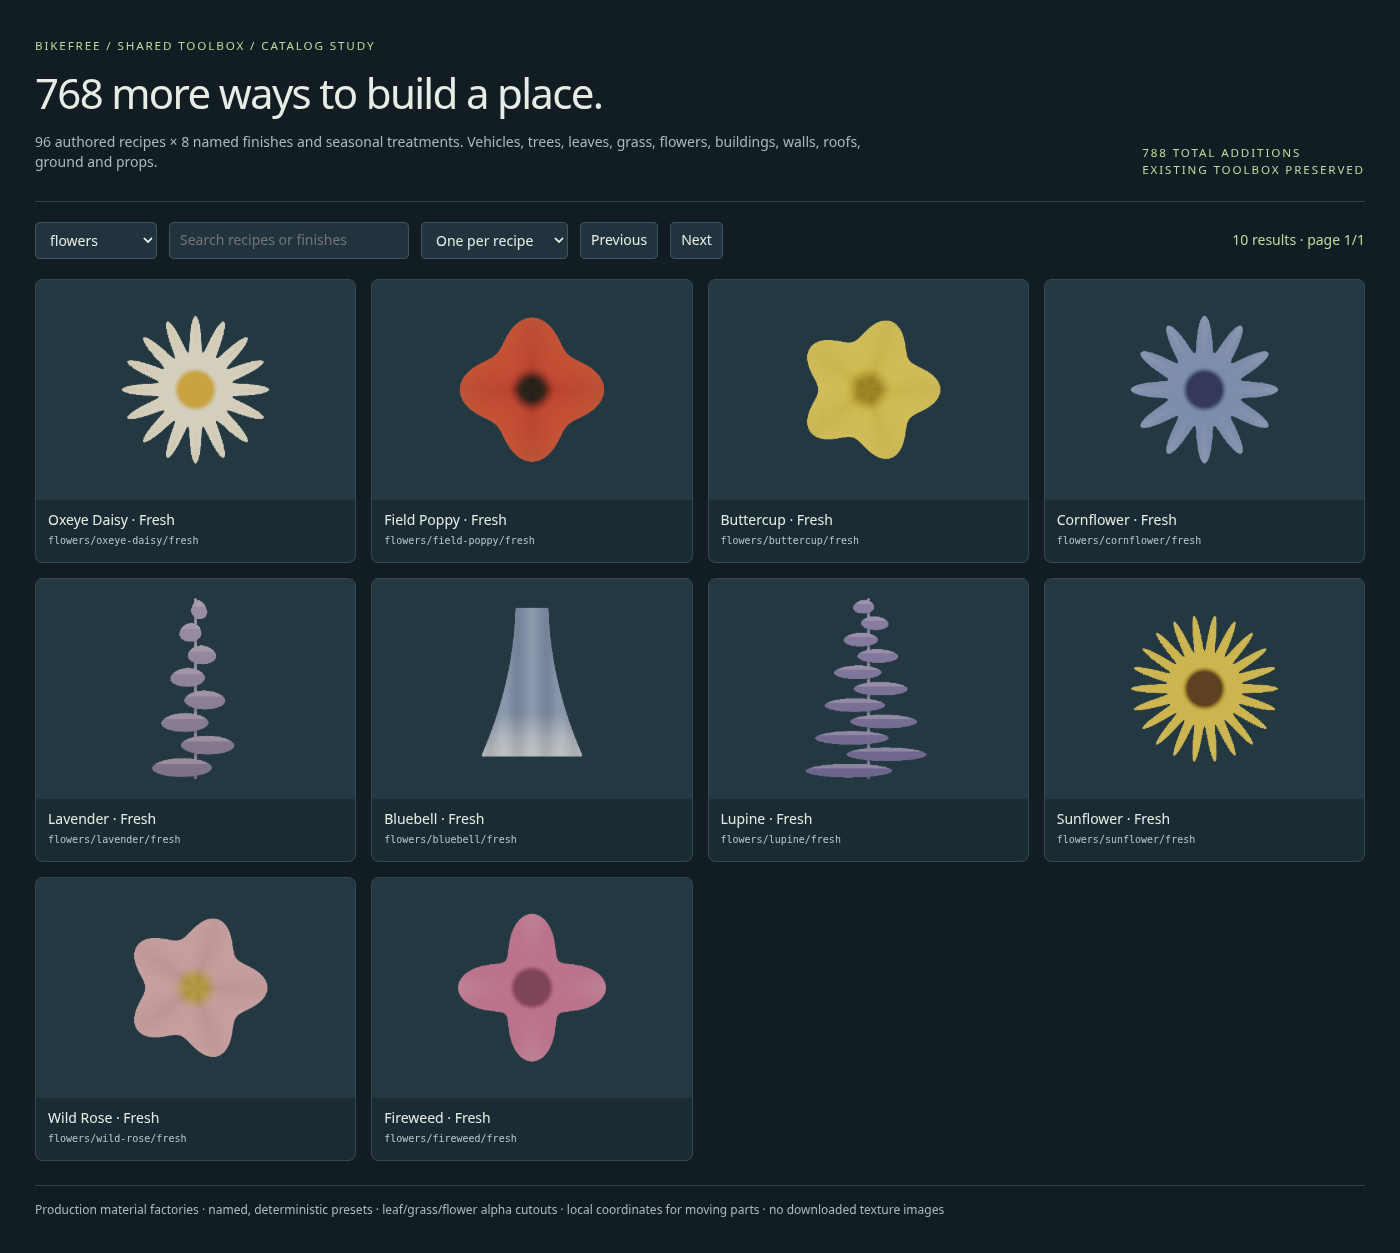 BIKEFREE / SHARED TOOLBOX / CATALOG STUDY
768 more ways to build a place.
96 authored recipes × 8 named finishes and seasonal treatments. Vehicles, trees, leaves, grass, flowers, buildings, walls, roofs,
ground and props.
788 TOTAL ADDITIONS
EXISTING TOOLBOX PRESERVED
flowers
Search recipes or finishes
One per recipe
Previous
Next
10 results · page 1/1
Oxeye Daisy · Fresh
flowers/oxeye-daisy/fresh
Field Poppy · Fresh
flowers/field-poppy/fresh
Buttercup · Fresh
flowers/buttercup/fresh
Cornflower · Fresh
flowers/cornflower/fresh
Lavender · Fresh
flowers/lavender/fresh
Bluebell · Fresh
flowers/bluebell/fresh
Lupine · Fresh
flowers/lupine/fresh
Sunflower · Fresh
flowers/sunflower/fresh
Wild Rose · Fresh
flowers/wild-rose/fresh
Fireweed · Fresh
flowers/fireweed/fresh
Production material factories · named, deterministic presets · leaf/grass/flower alpha cutouts · local coordinates for moving parts · no downloaded texture images